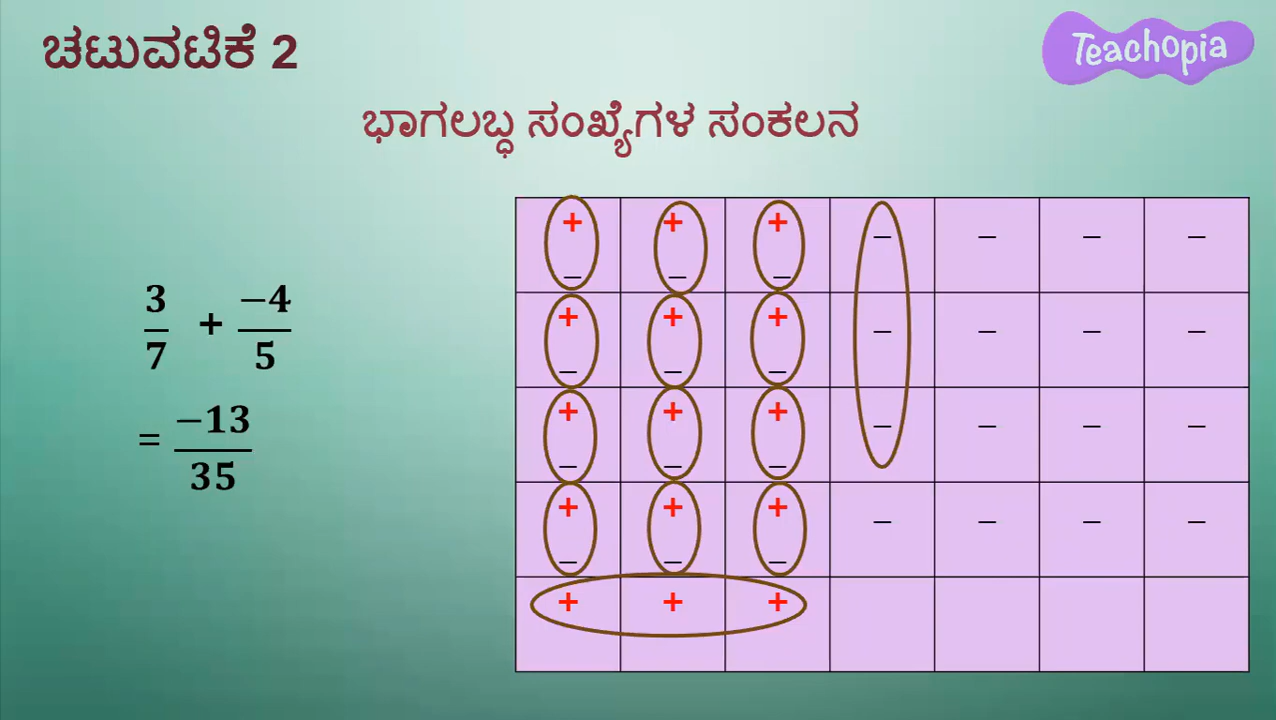 ಚಟುವಟಿಕೆ 2
Teachopia
ಭಾಗಲಬ್ಧ ಸಂಖ್ಯೆಗಳ ಸಂಕಲನ
3/7 + −4/5
= −13/35
+ + + − − − −
− − −
+ + + − − − −
− − −
+ + + − − − −
− − −
+ + + − − − −
− − −
+ + +